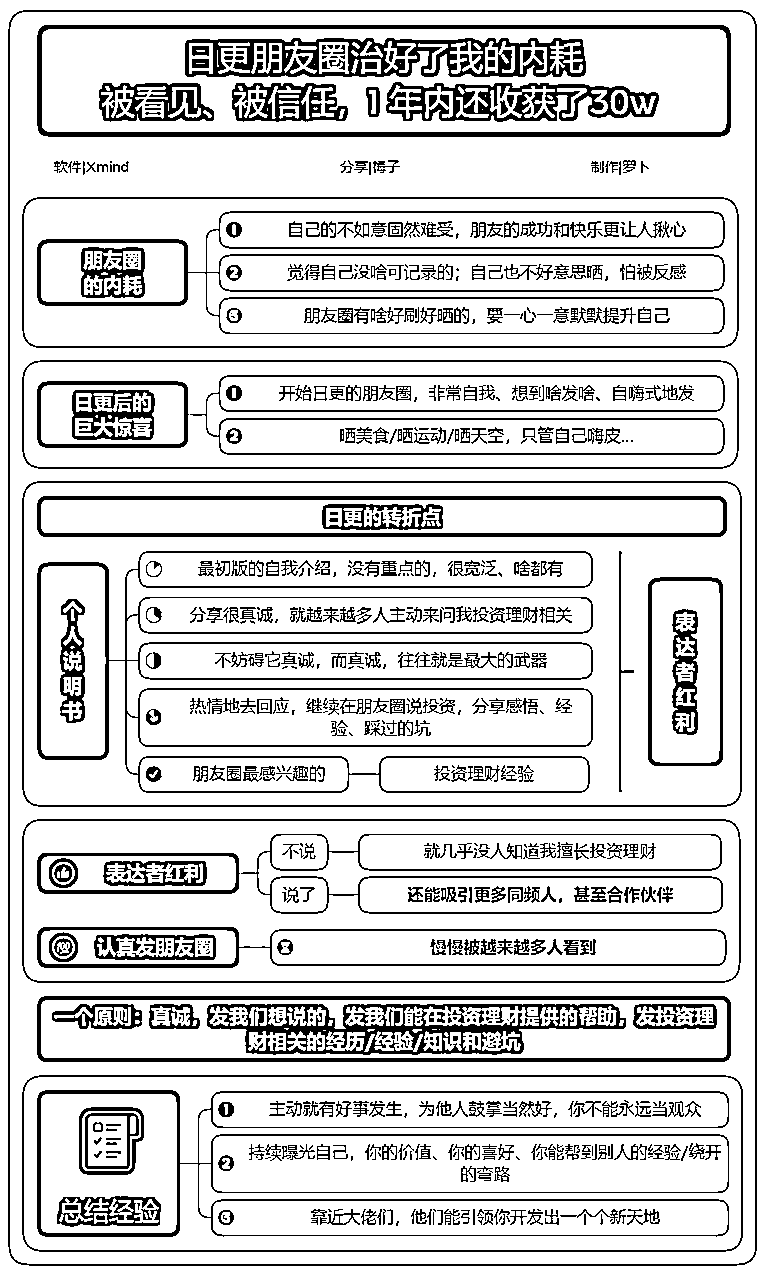 日更朋友圈治好了我的内耗
被看见、被信任，1年内还收获了30w
软件|Xmind
分享|梅子
制作|萝卜
朋友圈
的内耗
1 自己的不如意固然难受，朋友的成功和快乐更让人揪心
2 觉得自己没啥可记录的；自己也不好意思晒，怕被反感
3 朋友圈有啥好刷好晒的，要一心一意默默提升自己
日更后的
巨大惊喜
1 开始日更的朋友圈，非常自我、想到啥发啥、自嗨式地发
2 晒美食/晒运动/晒天空，只管自己嗨皮...
日更的转折点
个人说明书
最初版的自我介绍，没有重点的，很宽泛、啥都有
分享很真诚，就越来越多人主动来问我投资理财相关
不妨碍它真诚，而真诚，往往就是最大的武器
热情地去回应，继续在朋友圈说投资，分享感悟、经
验、踩过的坑
朋友圈最感兴趣的
投资理财经验
表达者红利
表达者红利
不说
就几乎没人知道我擅长投资理财
说了
还能吸引更多同频人，甚至合作伙伴
认真发朋友圈
慢慢被越来越多人看到
一个原则：真诚，发我们想说的，发我们能在投资理财提供的帮助，发投资理
财相关的经历/经验/知识和避坑
总结经验
1 主动就有好事发生，为他人鼓掌当然好，你不能永远当观众
2 持续曝光自己，你的价值、你的喜好、你能帮到别人的经验/绕开
的弯路
3 靠近大佬们，他们能引领你开发出一个个新天地